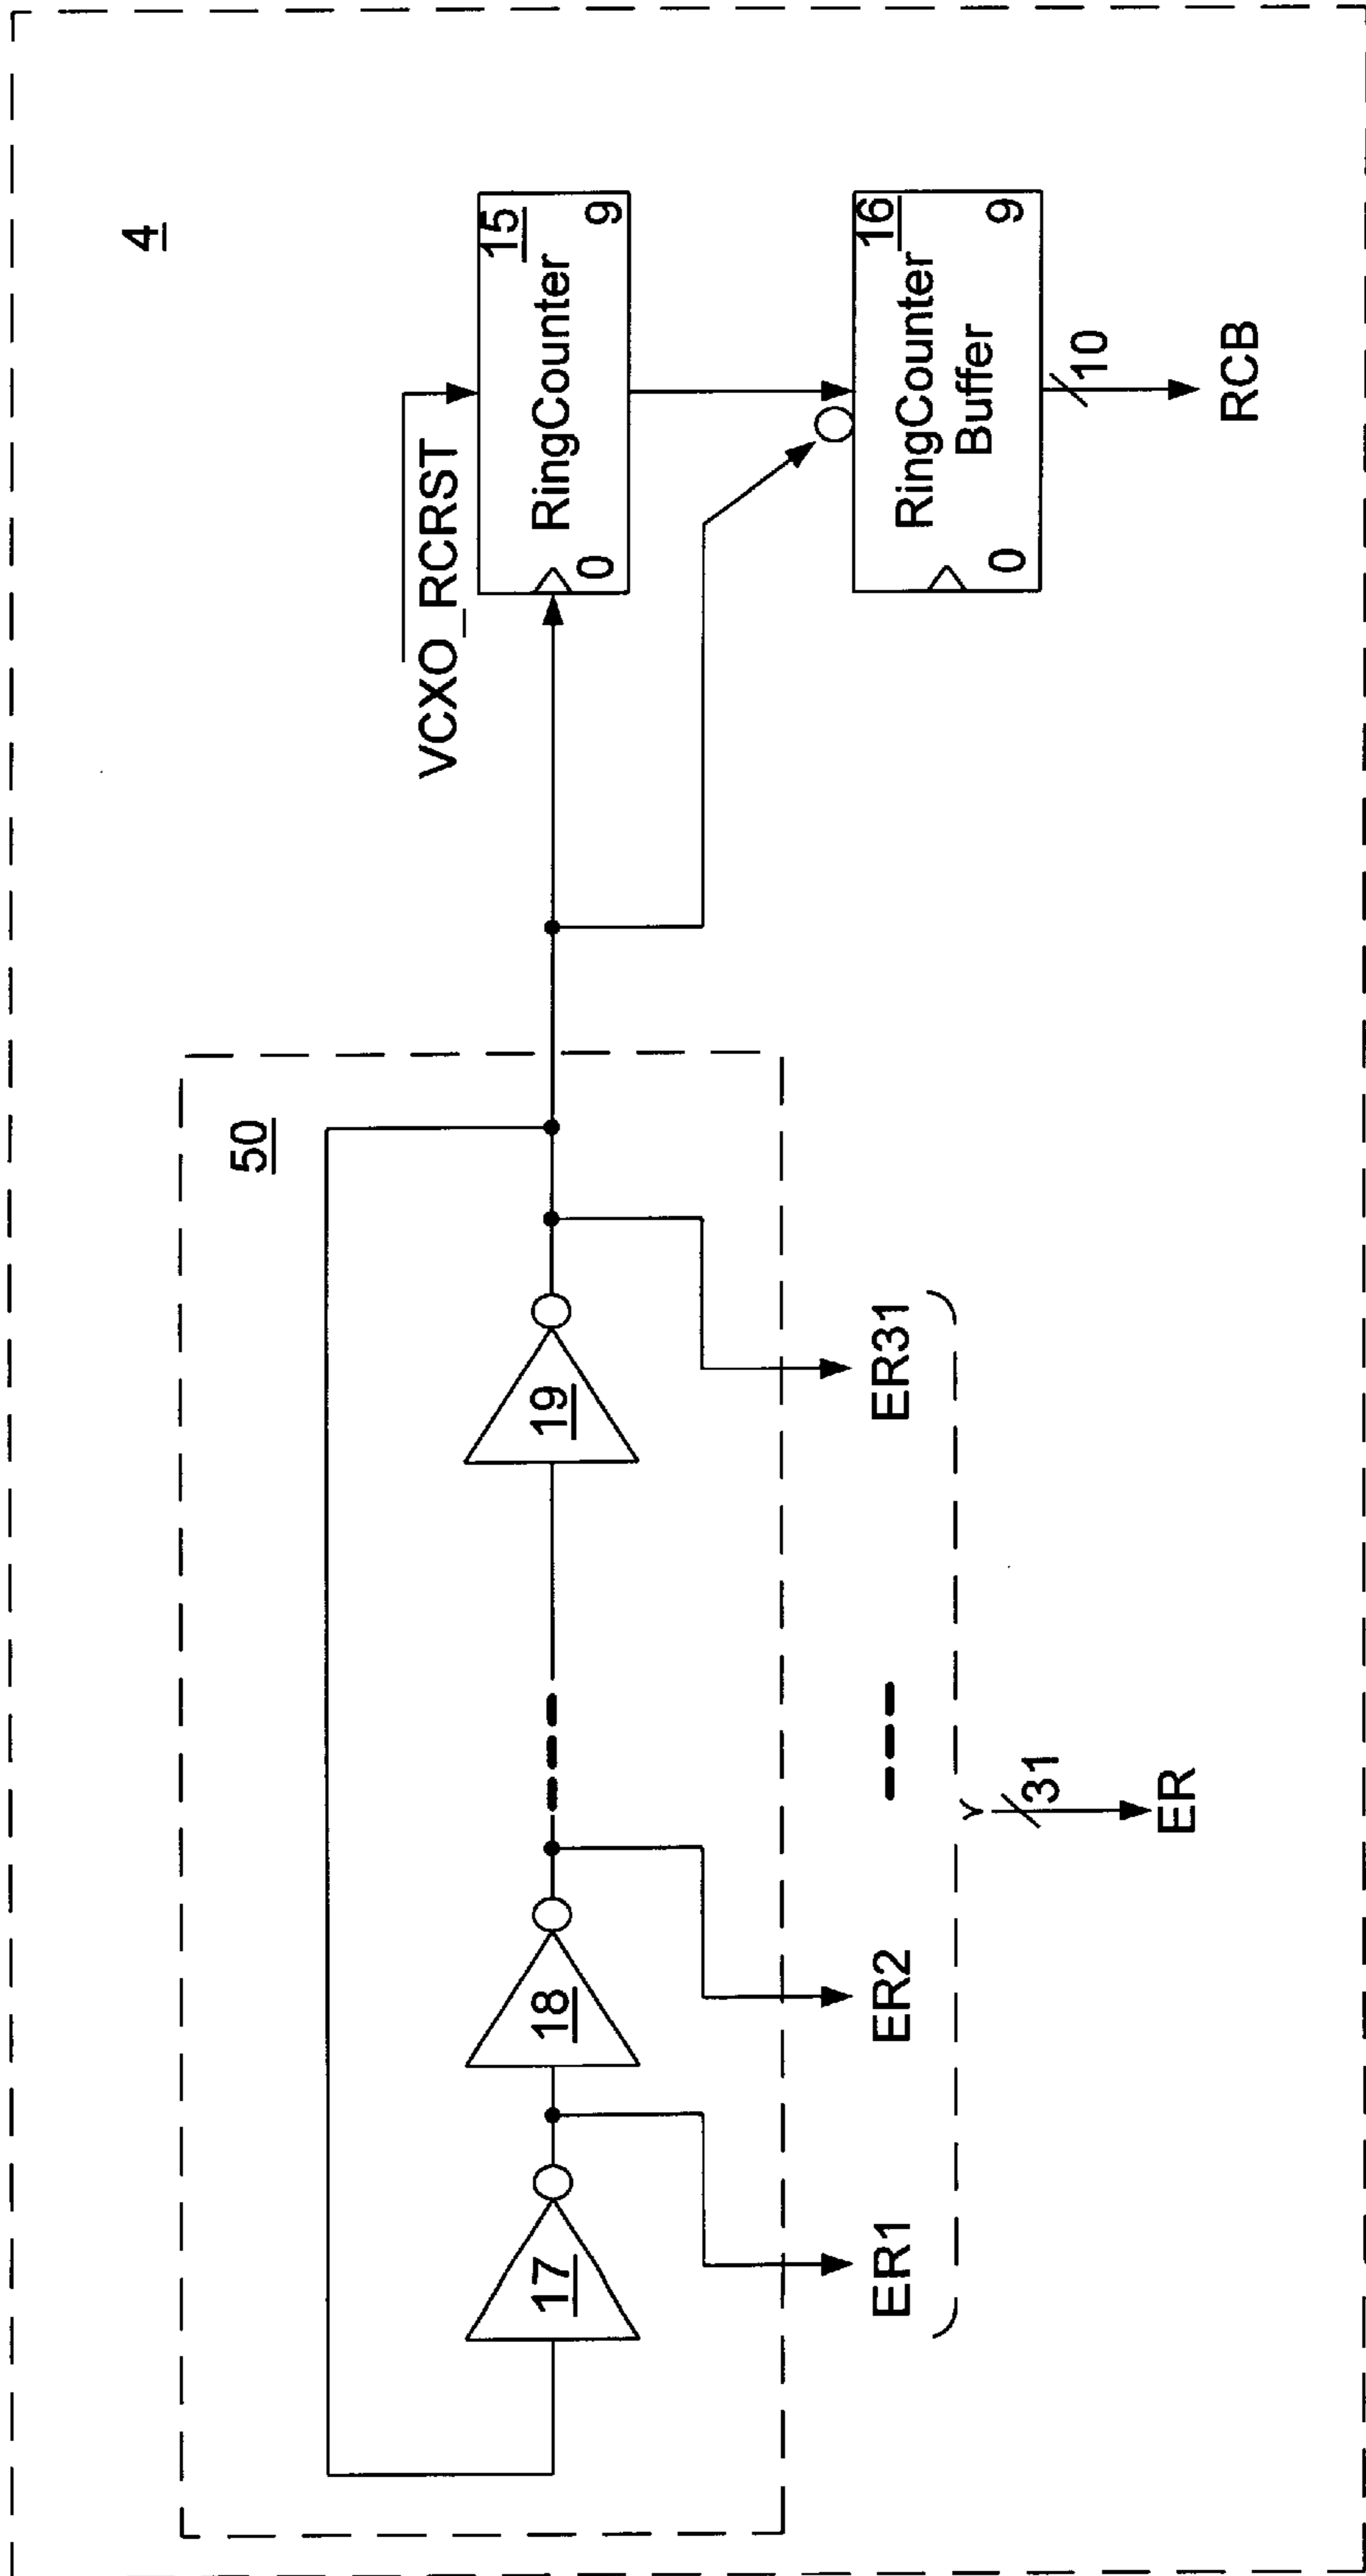 4
50
VCXO_RCRST
15
RingCounter
0
9
16
RingCounter
Buffer
0
9
10
RCB
17
18
19
ER1
ER2
ER31
31
ER